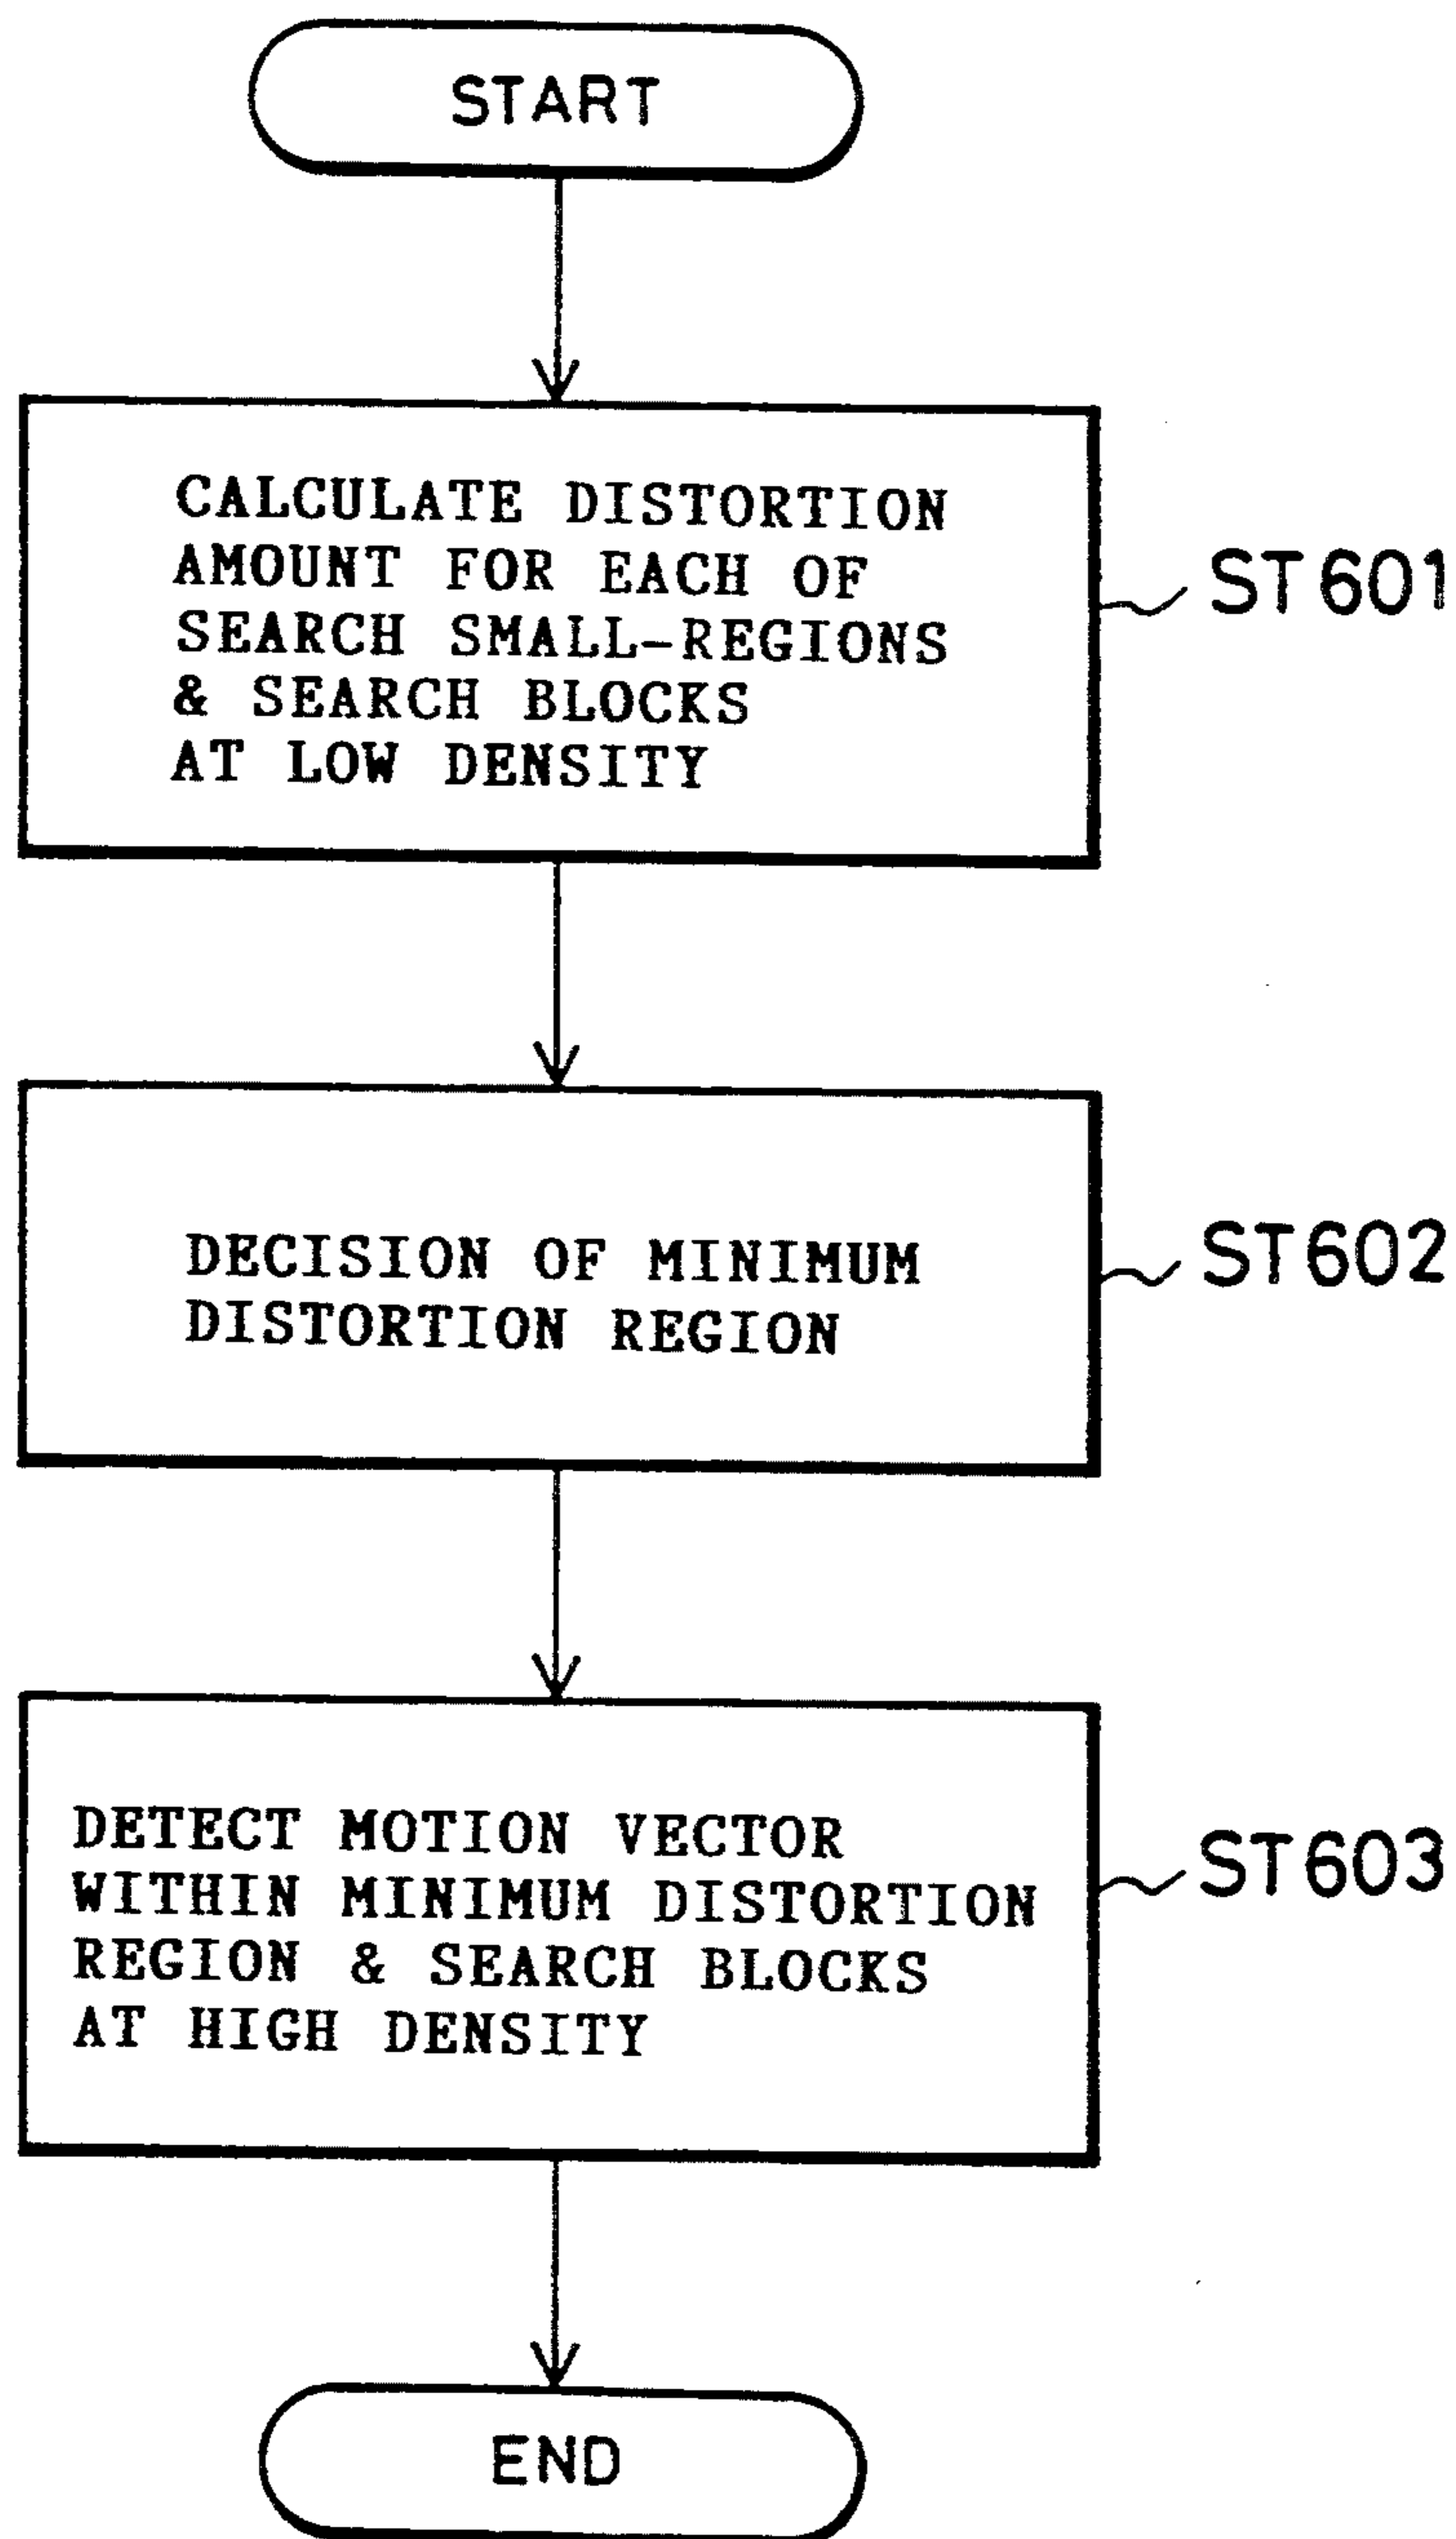 START
CALCULATE DISTORTION
AMOUNT FOR EACH OF
SEARCH SMALL-REGIONS
& SEARCH BLOCKS
AT LOW DENSITY
ST601
DECISION OF MINIMUM
DISTORTION REGION
ST602
DETECT MOTION VECTOR
WITHIN MINIMUM DISTORTION
REGION & SEARCH BLOCKS
AT HIGH DENSITY
ST603
END